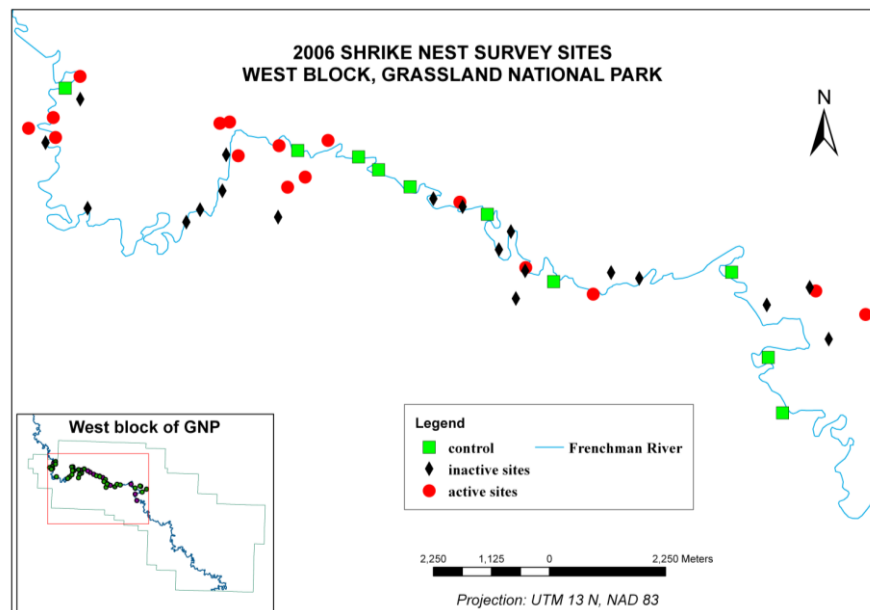 2006 SHRIKE NEST SURVEY SITES
WEST BLOCK, GRASSLAND NATIONAL PARK
N
West block of GNP
Legend
control
Frenchman River
inactive sites
active sites
2,250 1,125 0 2,250 Meters
Projection: UTM 13 N, NAD 83